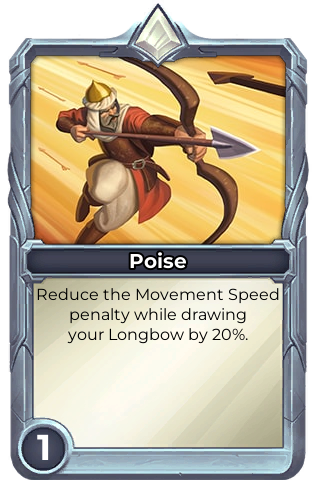 Poise
Reduce the Movement Speed
penalty while drawing
your Longbow by 20%.
1